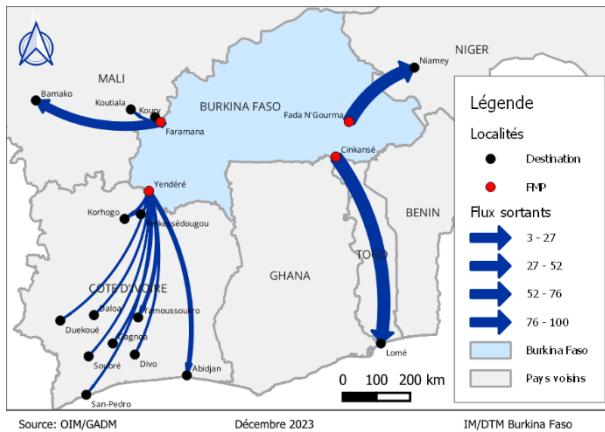 N
NIGER
Niamey
MALI
Bamako
Koutiala
Koury
Faramana
BURKINA FASO
Fada N'Gourma
Cinkansé
Yendéré
Korhogo
BENIN
TOGO
GHANA
COTE D'IVOIRE
Daloa
Yamoussoukro
Duekoué
Gagnoa
Soubré
Divo
Abidjan
San-Pedro
Lomé
0 100 200 km
Légende
Localités
Destination
FMP
Flux sortants
3 - 27
27 - 52
52 - 76
76 - 100
Burkina Faso
Pays voisins
Source: OIM/GADM
Décembre 2023
IM/DTM Burkina Faso